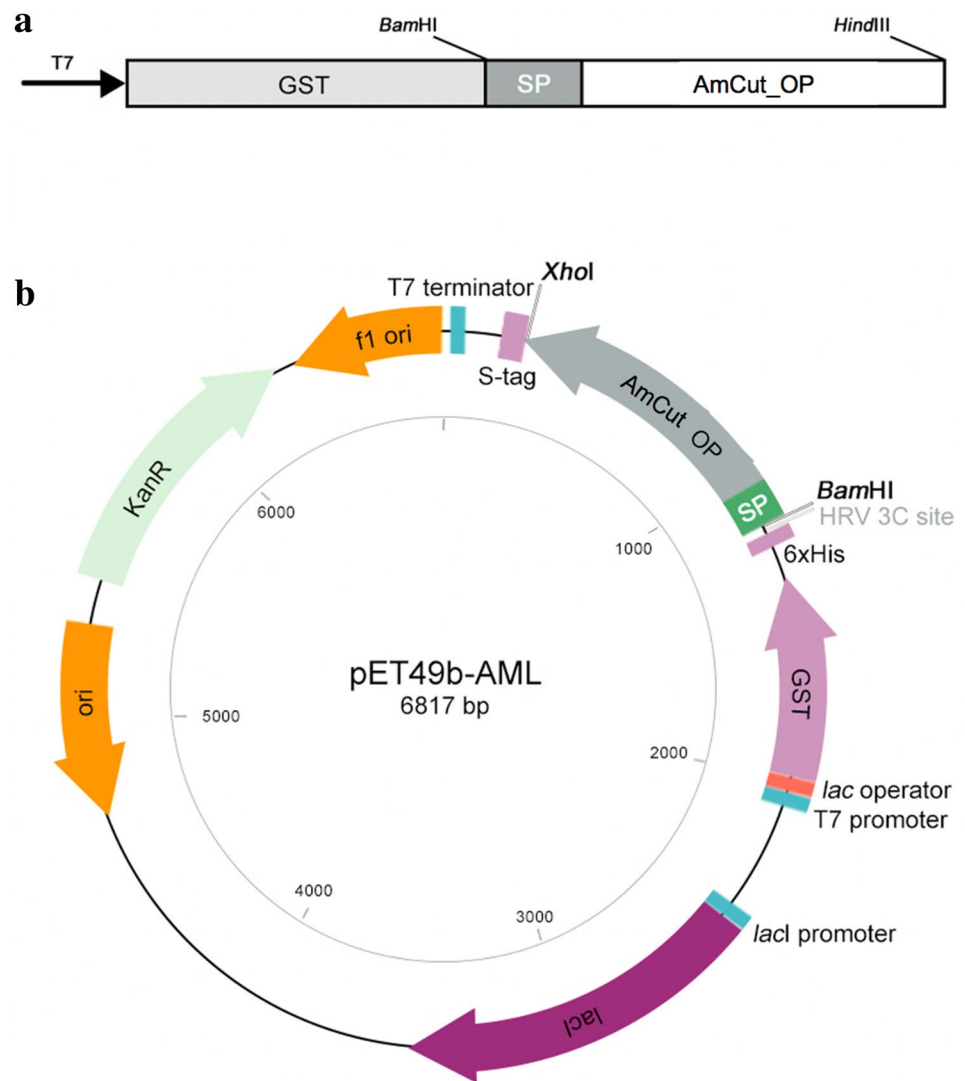 a
BamHI
HindIII
T7
GST
SP
AmCut_OP
b
XhoI
T7 terminator
f1 ori
S-tag
AmCut_OP
KanR
BamHI
SP
HRV 3C site
6xHis
6000
1000
pET49b-AML
6817 bp
GST
ori
5000
2000
lac operator
T7 promoter
4000
3000
lacI promoter
lacI